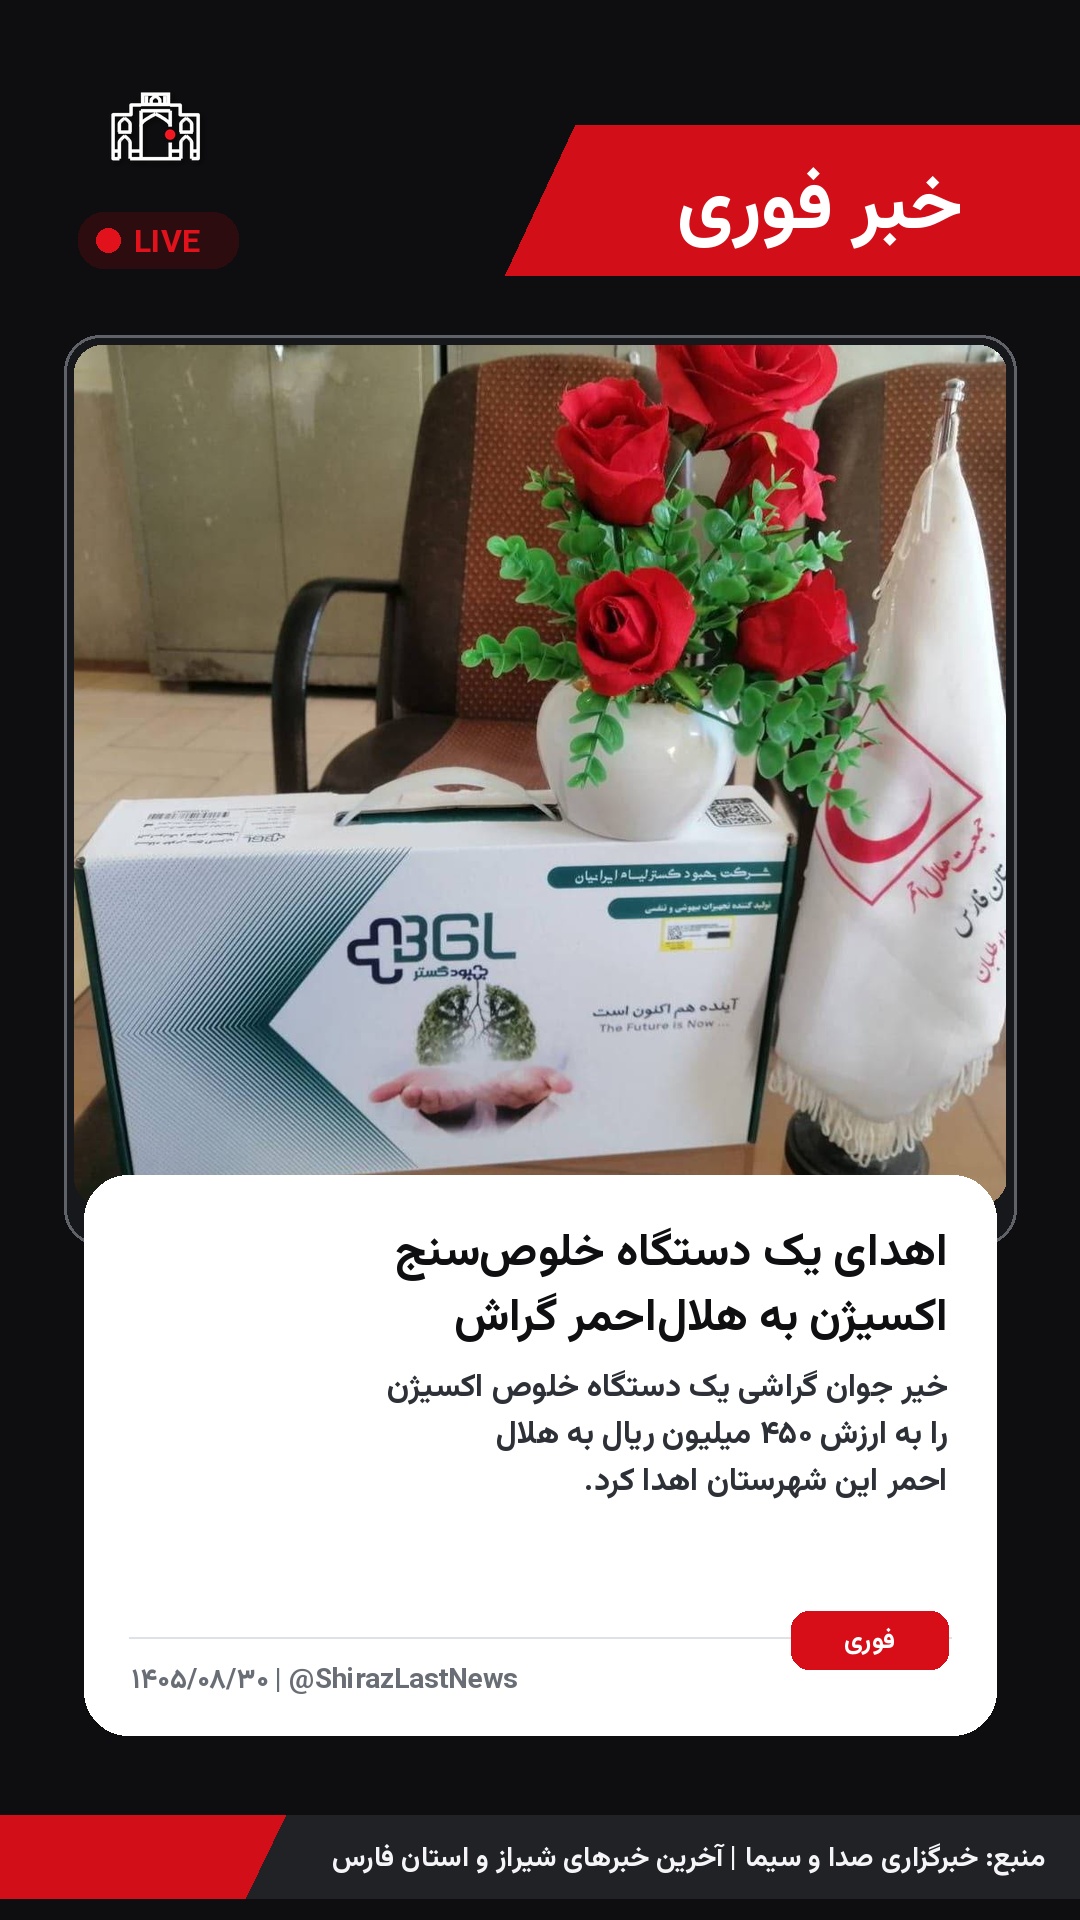 خبر فوری
LIVE
شرکت بهبود گستر لیام ایرانیان
تولید کننده تجهیزات بیهوشی و تنفسی
BGL
بهبود گستر
آینده هم اکنون است
The Future is Now ...
جمعیت هلال احمر
فارس
اهدای یک دستگاه خلوص‌سنج
اکسیژن به هلال‌احمر گراش
خیر جوان گراشی یک دستگاه خلوص اکسیژن
را به ارزش ۴۵۰ میلیون ریال به هلال
احمر این شهرستان اهدا کرد.
فوری
۱۴۰۵/۰۸/۳۰ | @ShirazLastNews
منبع: خبرگزاری صدا و سیما | آخرین خبرهای شیراز و استان فارس